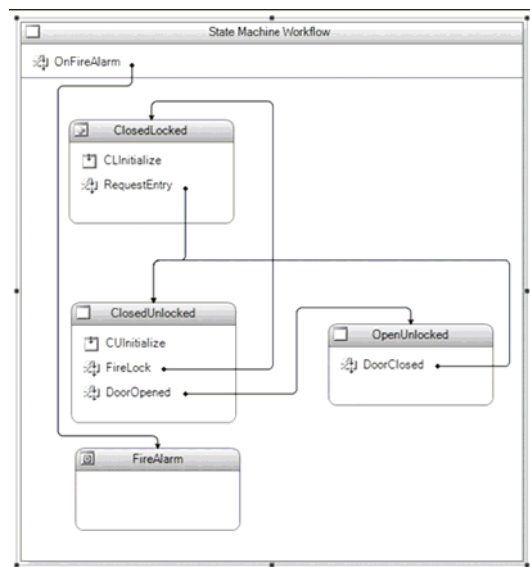 State Machine Workflow
OnFireAlarm
ClosedLocked
CLInitialize
RequestEntry
ClosedUnlocked
CUInitialize
FireLock
DoorOpened
OpenUnlocked
DoorClosed
FireAlarm